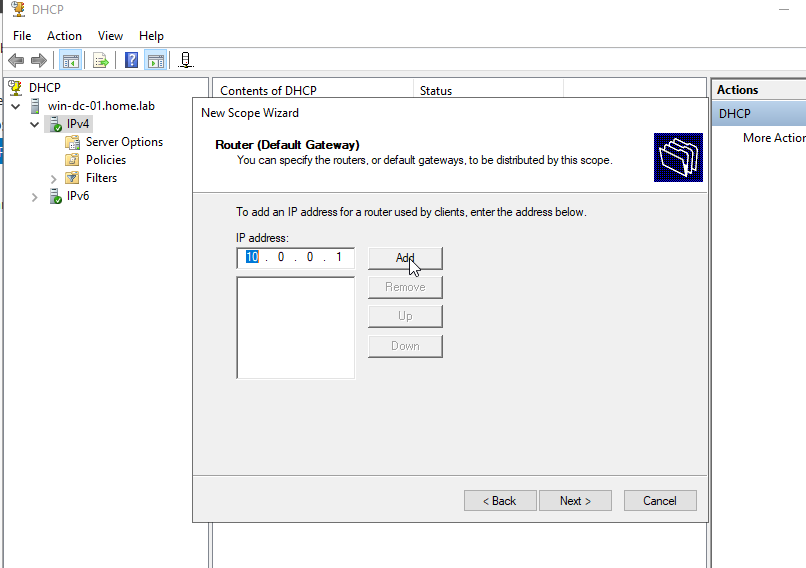 DHCP
File Action View Help
DHCP
win-dc-01.home.lab
IPv4
Server Options
Policies
Filters
IPv6
Contents of DHCP Status
Actions
DHCP
More Action
New Scope Wizard
Router (Default Gateway)
You can specify the routers, or default gateways, to be distributed by this scope.
To add an IP address for a router used by clients, enter the address below.
IP address:
10 . 0 . 0 . 1
Add
Remove
Up
Down
< Back Next > Cancel